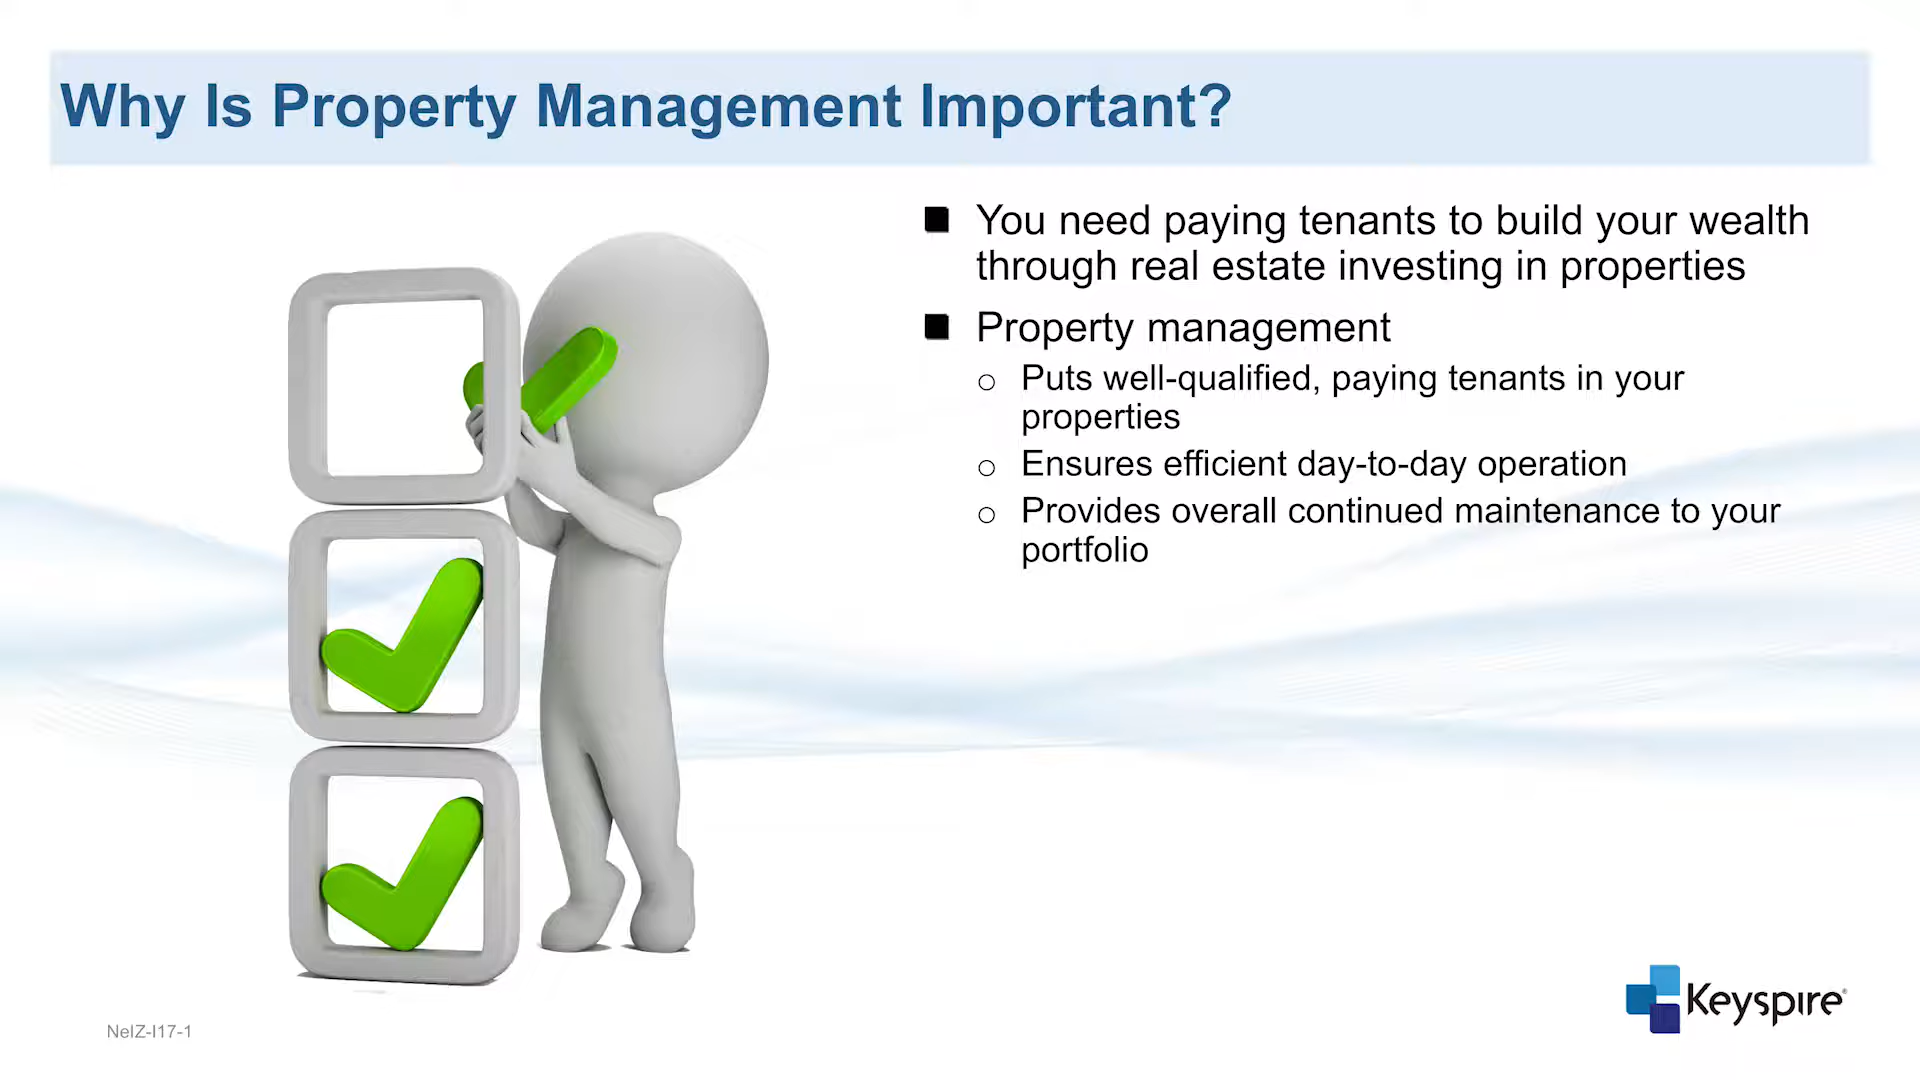 Why Is Property Management Important?
■ You need paying tenants to build your wealth
through real estate investing in properties
■ Property management
o Puts well-qualified, paying tenants in your
properties
o Ensures efficient day-to-day operation
o Provides overall continued maintenance to your
portfolio
Keyspire®
NeIZ-I17-1